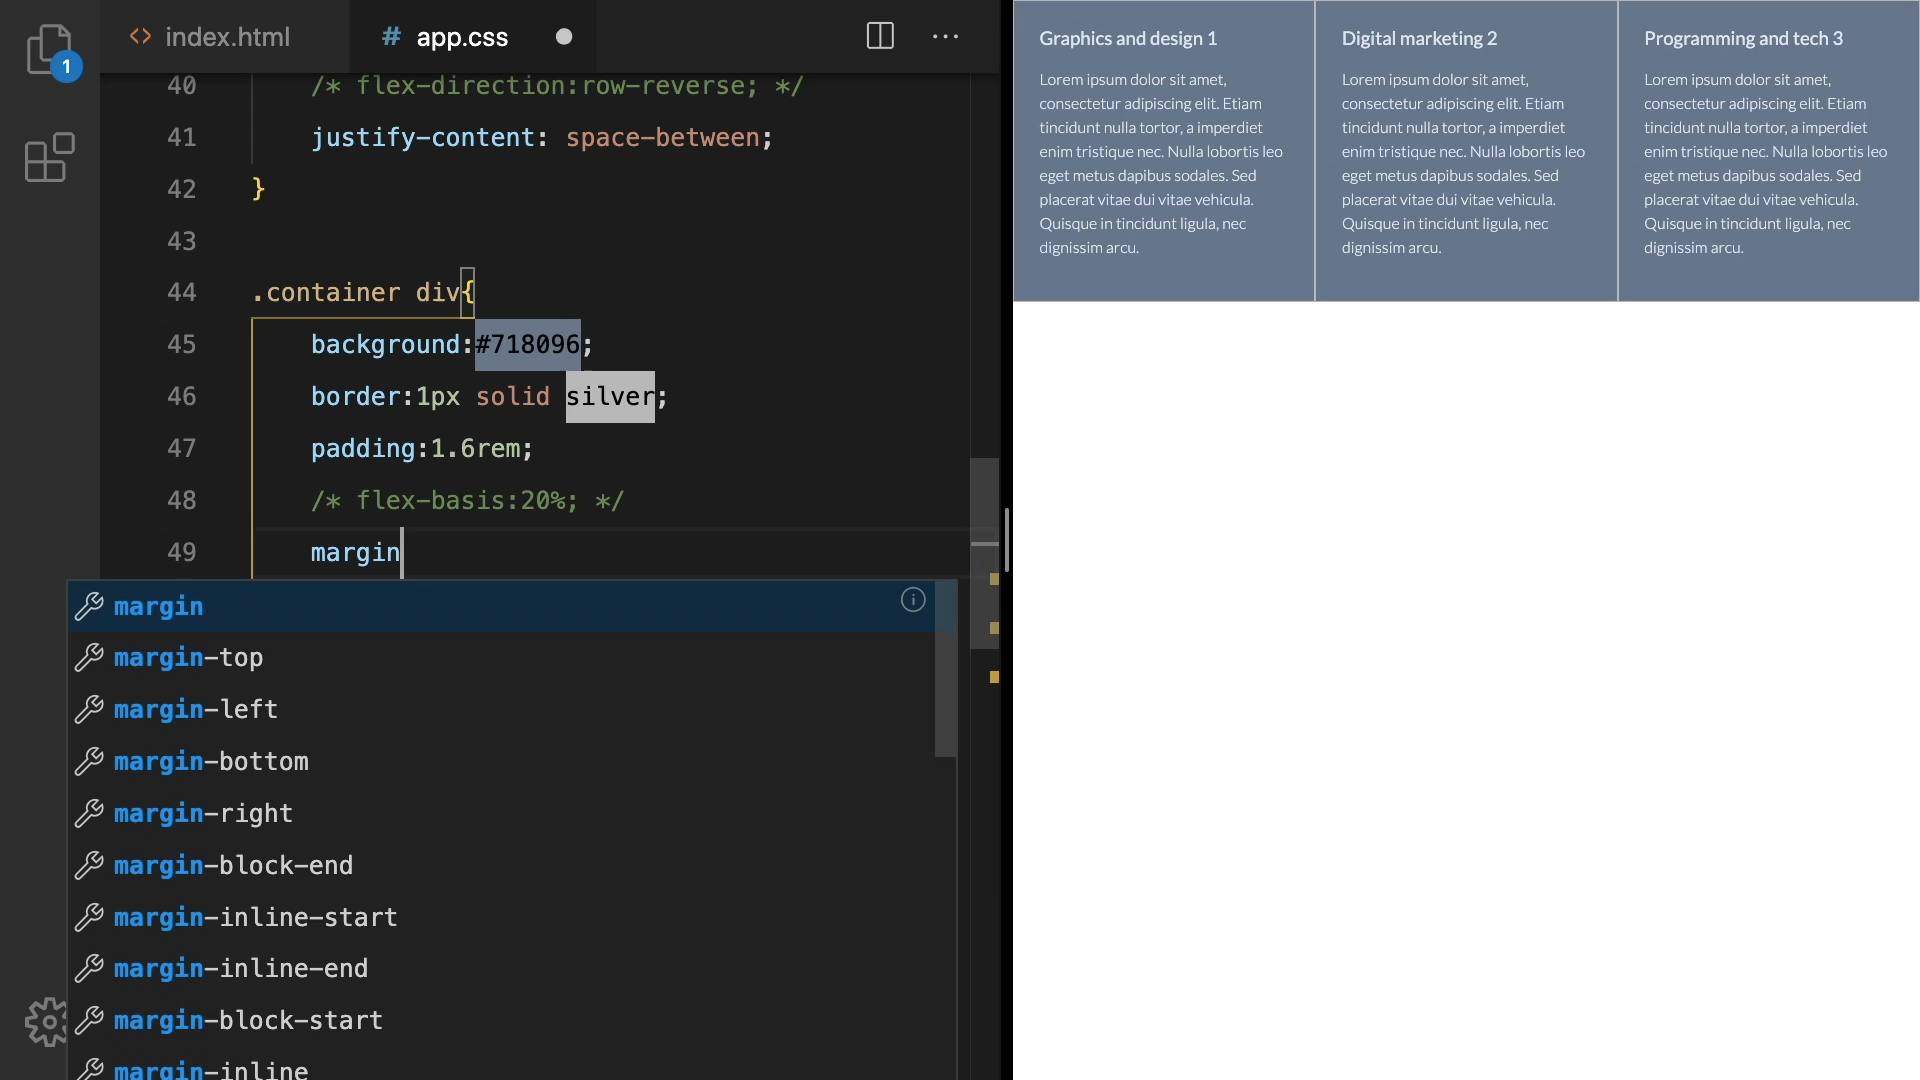 1
<> index.html
# app.css
40 /* flex-direction:row-reverse; */
41 justify-content: space-between;
42 }
43
44 .container div{
45 background:#718096;
46 border:1px solid silver;
47 padding:1.6rem;
48 /* flex-basis:20%; */
49 margin
margin
margin-top
margin-left
margin-bottom
margin-right
margin-block-end
margin-inline-start
margin-inline-end
margin-block-start
margin-inline
Graphics and design 1
Lorem ipsum dolor sit amet,
consectetur adipiscing elit. Etiam
tincidunt nulla tortor, a imperdiet
enim tristique nec. Nulla lobortis leo
eget metus dapibus sodales. Sed
placerat vitae dui vitae vehicula.
Quisque in tincidunt ligula, nec
dignissim arcu.
Digital marketing 2
Lorem ipsum dolor sit amet,
consectetur adipiscing elit. Etiam
tincidunt nulla tortor, a imperdiet
enim tristique nec. Nulla lobortis leo
eget metus dapibus sodales. Sed
placerat vitae dui vitae vehicula.
Quisque in tincidunt ligula, nec
dignissim arcu.
Programming and tech 3
Lorem ipsum dolor sit amet,
consectetur adipiscing elit. Etiam
tincidunt nulla tortor, a imperdiet
enim tristique nec. Nulla lobortis leo
eget metus dapibus sodales. Sed
placerat vitae dui vitae vehicula.
Quisque in tincidunt ligula, nec
dignissim arcu.